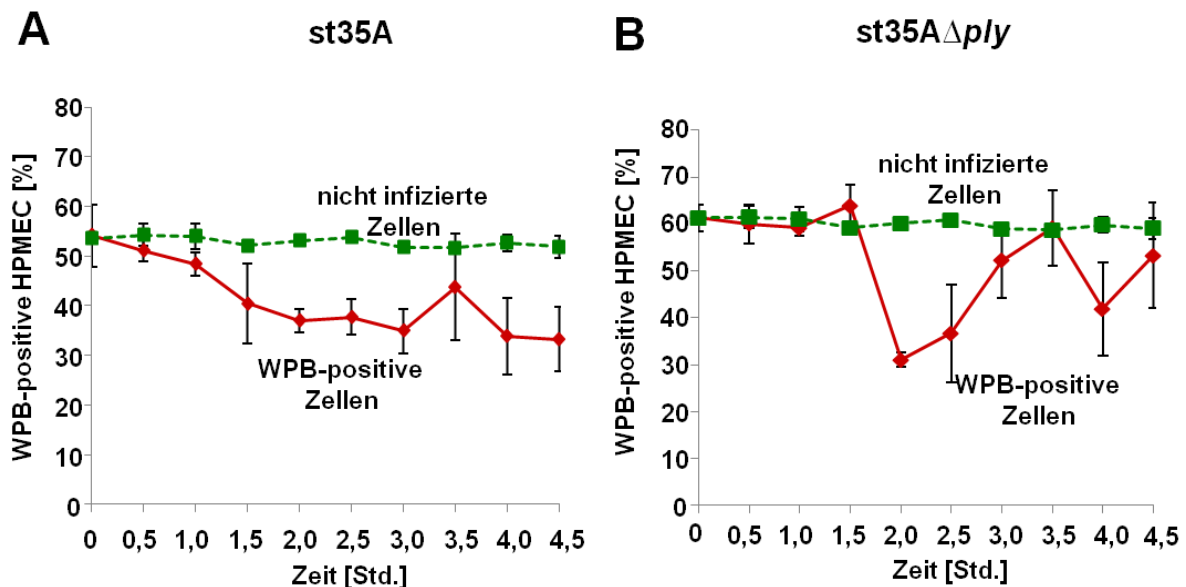 A
st35A
WPB-positive HPMEC [%]
80
70
60
50
40
30
20
10
0
nicht infizierte
Zellen
WPB-positive
Zellen
0 0,5 1,0 1,5 2,0 2,5 3,0 3,5 4,0 4,5
Zeit [Std.]
B
st35AΔply
WPB-positive HPMEC [%]
80
70
60
50
40
30
20
10
0
nicht infizierte
Zellen
WPB-positive
Zellen
0 0,5 1,0 1,5 2,0 2,5 3,0 3,5 4,0 4,5
Zeit [Std.]